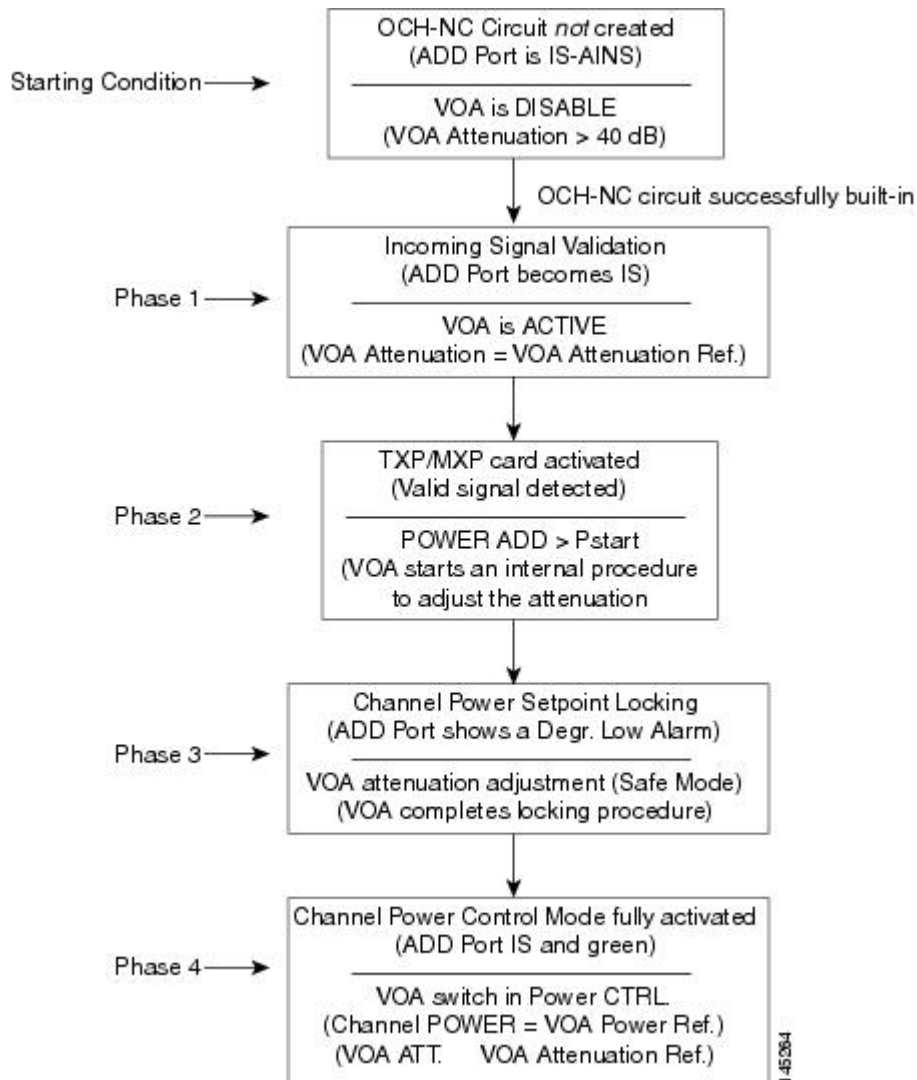 OCH-NC Circuit not created
(ADD Port is IS-AINS)
Starting Condition
VOA is DISABLE
(VOA Attenuation > 40 dB)
OCH-NC circuit successfully built-in
Incoming Signal Validation
(ADD Port becomes IS)
Phase 1
VOA is ACTIVE
(VOA Attenuation = VOA Attenuation Ref.)
TXP/MXP card activated
(Valid signal detected)
Phase 2
POWER ADD > Pstart
(VOA starts an internal procedure
to adjust the attenuation
Channel Power Setpoint Locking
(ADD Port shows a Degr. Low Alarm)
Phase 3
VOA attenuation adjustment (Safe Mode)
(VOA completes locking procedure)
Channel Power Control Mode fully activated
(ADD Port IS and green)
Phase 4
VOA switch in Power CTRL.
(Channel POWER = VOA Power Ref.)
(VOA ATT. VOA Attenuation Ref.)
145264